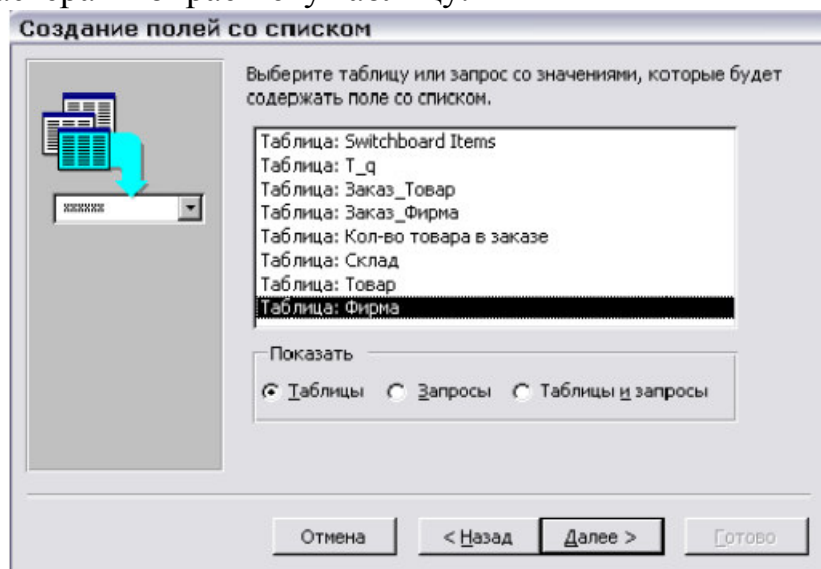 Создание полей со списком
Выберите таблицу или запрос со значениями, которые будет
содержать поле со списком.
Таблица: Switchboard Items
Таблица: T_q
Таблица: Заказ_Товар
Таблица: Заказ_Фирма
Таблица: Кол-во товара в заказе
Таблица: Склад
Таблица: Товар
Таблица: Фирма
xxxxxx
Показать
Таблицы Запросы Таблицы и запросы
Отмена < Назад Далее > Готово